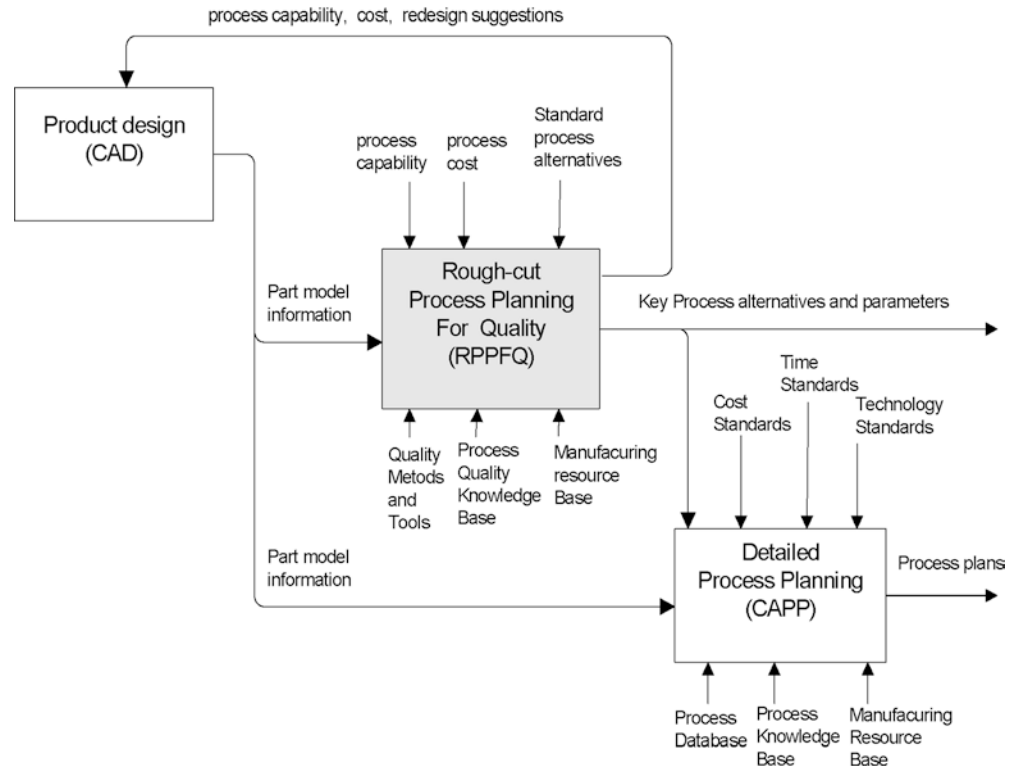 process capability, cost, redesign suggestions
Product design
(CAD)
process
capability
process
cost
Standard
process
alternatives
Part model
information
Rough-cut
Process Planning
For Quality
(RPPFQ)
Key Process alternatives and parameters
Quality
Metods
and
Tools
Process
Quality
Knowledge
Base
Manufacuring
resource
Base
Cost
Standards
Time
Standards
Technology
Standards
Part model
information
Detailed
Process Planning
(CAPP)
Process plans
Process
Database
Process
Knowledge
Base
Manufacuring
Resource
Base